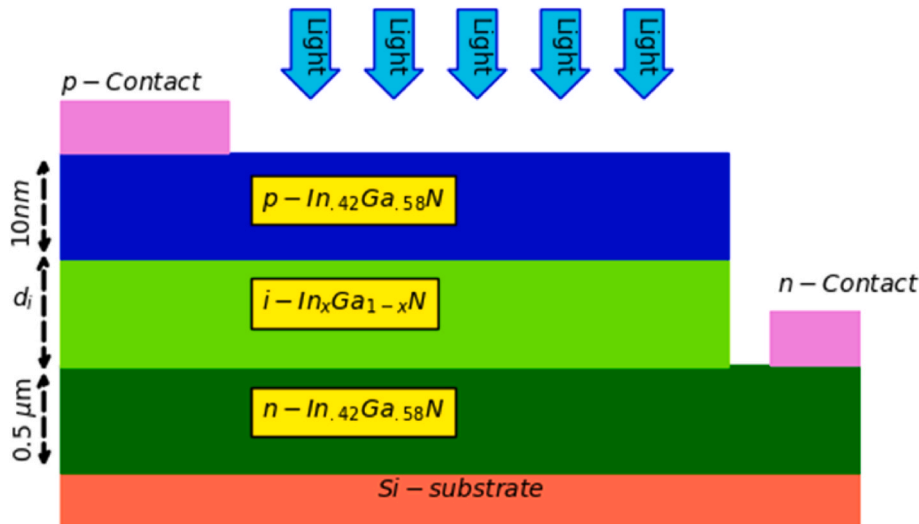 Light Light Light Light Light
p − Contact
10nm
p − In.42Ga.58N
di
i − InxGa1−xN
n − Contact
0.5 μm
n − In.42Ga.58N
Si − substrate